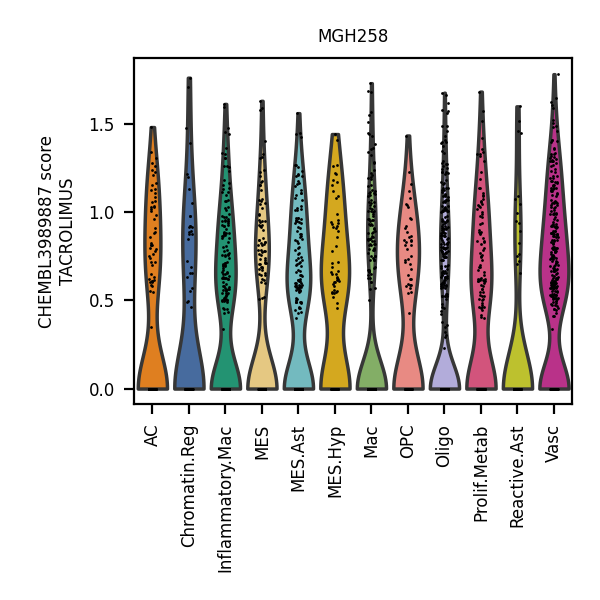 MGH258
CHEMBL3989887 score
TACROLIMUS
1.5
1.0
0.5
0.0
AC
Chromatin.Reg
Inflammatory.Mac
MES
MES.Ast
MES.Hyp
Mac
OPC
Oligo
Prolif.Metab
Reactive.Ast
Vasc